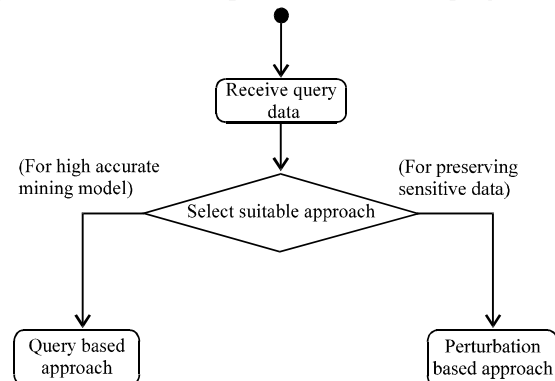 Receive query
data
(For high accurate
mining model)
(For preserving
sensitive data)
Select suitable approach
Query based
approach
Perturbation
based approach